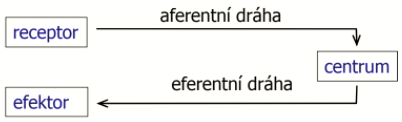 aferentní dráha
receptor
centrum
eferentní dráha
efektor